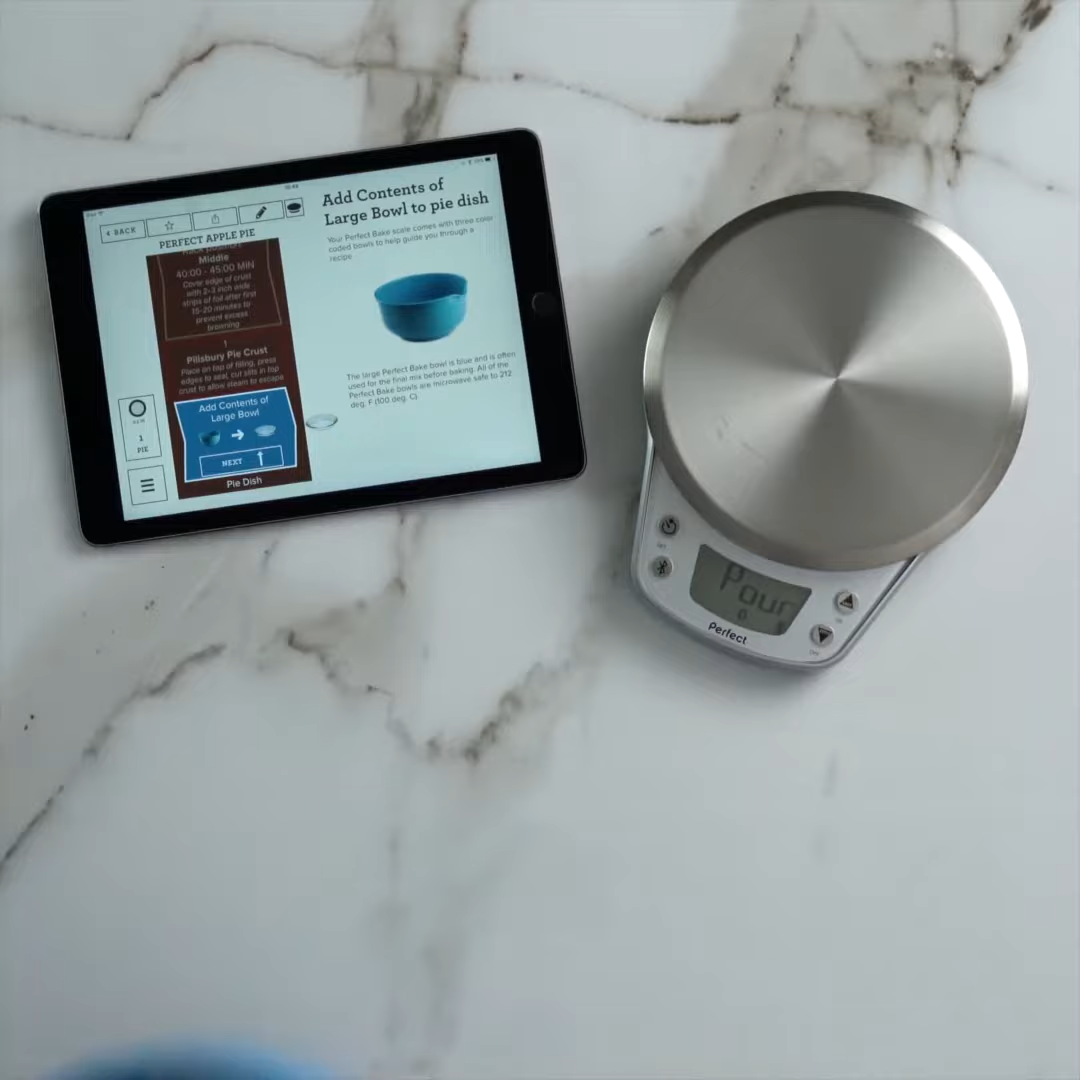 BACK
PERFECT APPLE PIE
Middle
40:00 - 45:00 MIN
Cover edge of crust
with 2-3 inch wide
strips of foil after first
15-20 minutes to
prevent excess
browning
1
Pillsbury Pie Crust
Place on top of filling, press
edges to seal, cut slits in top
crust to allow steam to escape
Add Contents of
Large Bowl
NEXT
Pie Dish
1
PIE
Add Contents of
Large Bowl to pie dish
Your Perfect Bake scale comes with three color
coded bowls to help guide you through a
recipe
The large Perfect Bake bowl is blue and is often
used for the final mix before baking. All of the
Perfect Bake bowls are microwave safe to 212
deg. F (100 deg. C)
Pour
0
Perfect